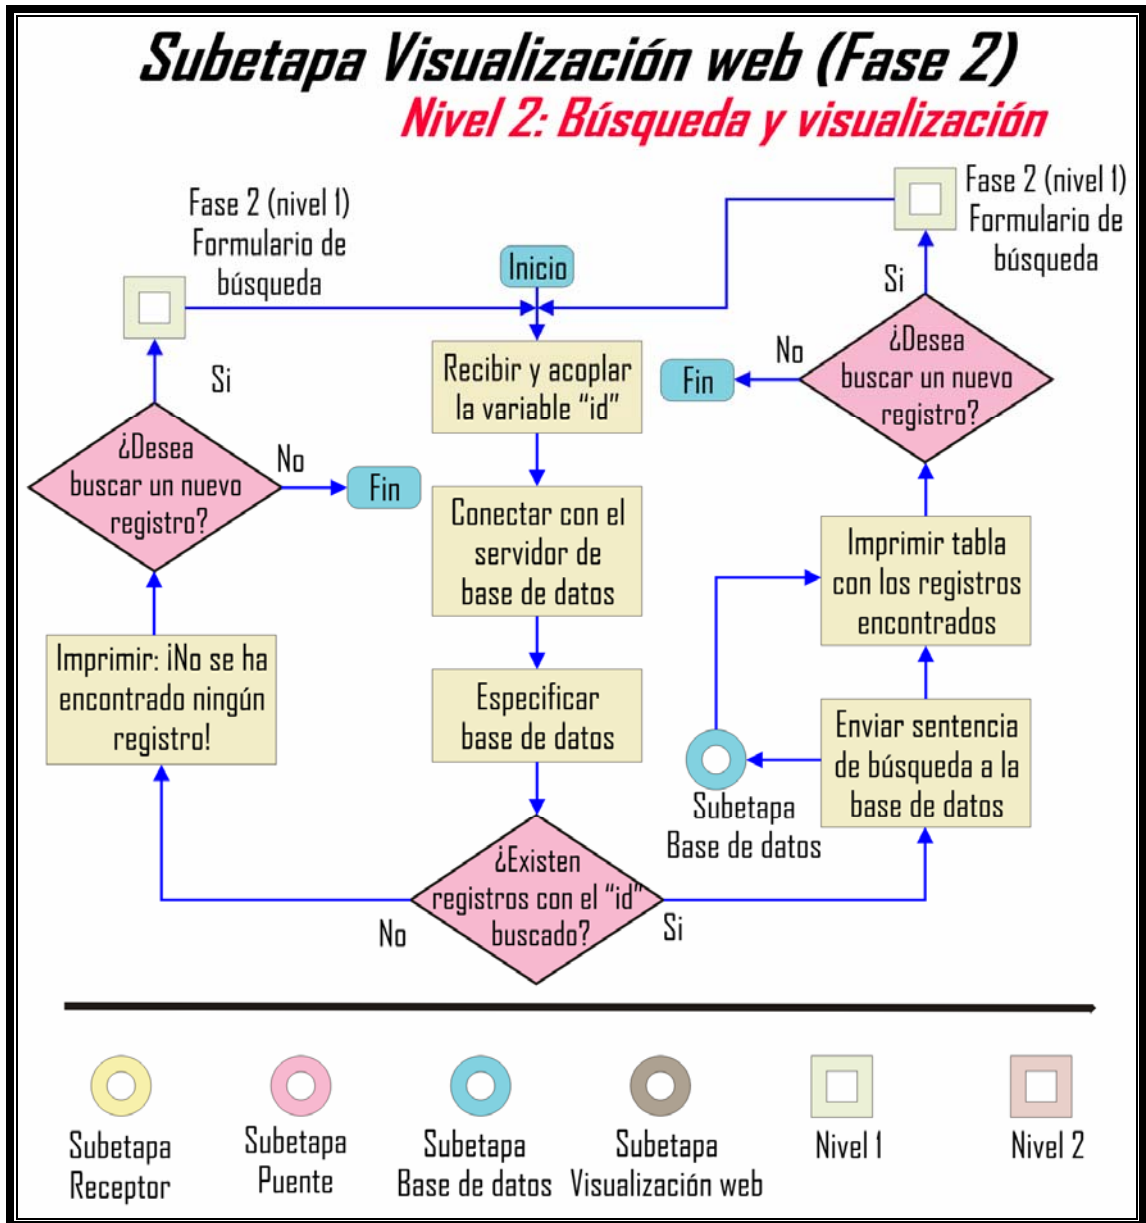 Subetapa Visualización web (Fase 2)
Nivel 2: Búsqueda y visualización
Fase 2 (nivel 1)
Formulario de
búsqueda
Inicio
Fase 2 (nivel 1)
Formulario de
búsqueda
Si
¿Desea
buscar un nuevo
registro?
No
Fin
Recibir y acoplar
la variable “id”
Si
¿Desea
buscar un nuevo
registro?
No
Fin
Conectar con el
servidor de
base de datos
Imprimir tabla
con los registros
encontrados
Imprimir: ¡No se ha
encontrado ningún
registro!
Especificar
base de datos
Enviar sentencia
de búsqueda a la
base de datos
Subetapa
Base de datos
¿Existen
registros con el “id”
buscado?
No
Si
Subetapa
Receptor
Subetapa
Puente
Subetapa
Base de datos
Subetapa
Visualización web
Nivel 1
Nivel 2